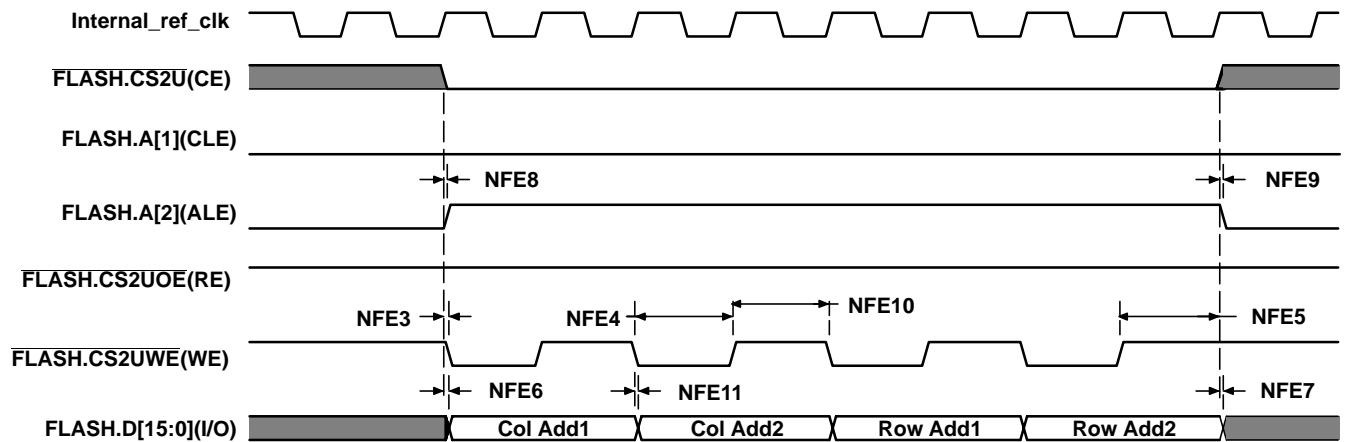 Internal_ref_clk
FLASH.CS2U(CE)
FLASH.A[1](CLE)
NFE8
NFE9
FLASH.A[2](ALE)
FLASH.CS2UOE(RE)
NFE3
NFE4
NFE10
NFE5
FLASH.CS2UWE(WE)
NFE6
NFE11
NFE7
FLASH.D[15:0](I/O)
Col Add1
Col Add2
Row Add1
Row Add2